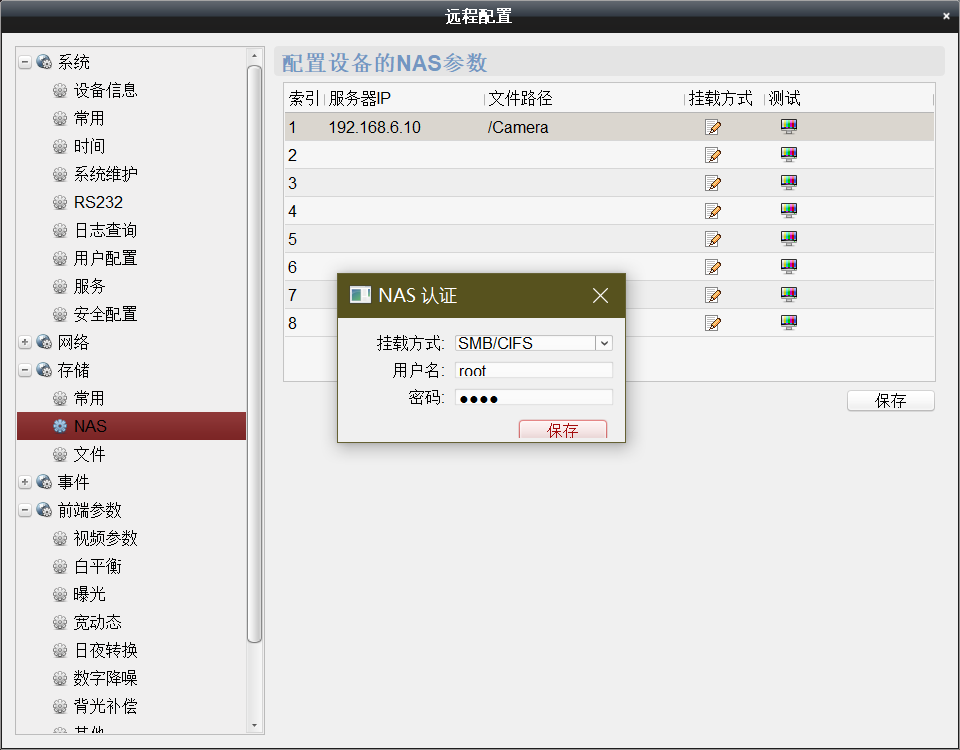 远程配置
系统
设备信息
常用
时间
系统维护
RS232
日志查询
用户配置
服务
安全配置
网络
存储
常用
NAS
文件
事件
前端参数
视频参数
白平衡
曝光
宽动态
日夜转换
数字降噪
背光补偿
其他
配置设备的NAS参数
索引 服务器IP 文件路径 挂载方式 测试
1 192.168.6.10 /Camera
2
3
4
5
6
7
8
保存
NAS 认证
挂载方式: SMB/CIFS
用户名: root
密码: ●●●●
保存